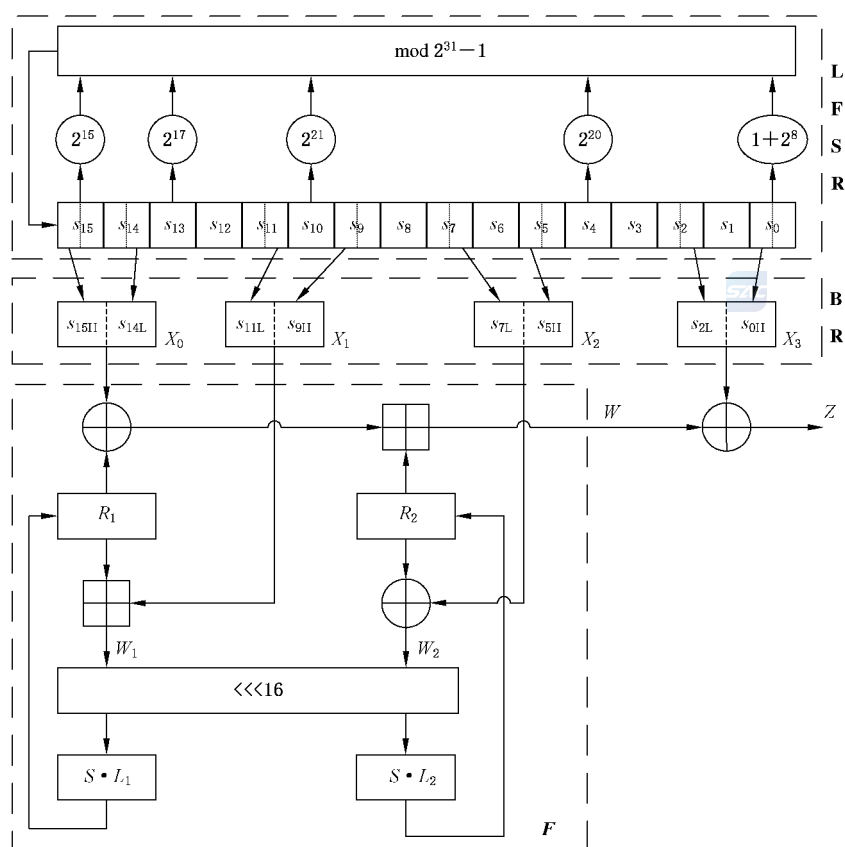 mod 2³¹−1
L
F
S
R
2¹⁵ 2¹⁷ 2²¹ 2²⁰ 1+2⁸
s₁₅ s₁₄ s₁₃ s₁₂ s₁₁ s₁₀ s₉ s₈ s₇ s₆ s₅ s₄ s₃ s₂ s₁ s₀
B
R
s₁₅H s₁₄L X₀ s₁₁L s₉H X₁ s₇L s₅H X₂ s₂L s₀H X₃
W Z
R₁ R₂
W₁ W₂
<<<16
S • L₁ S • L₂
F